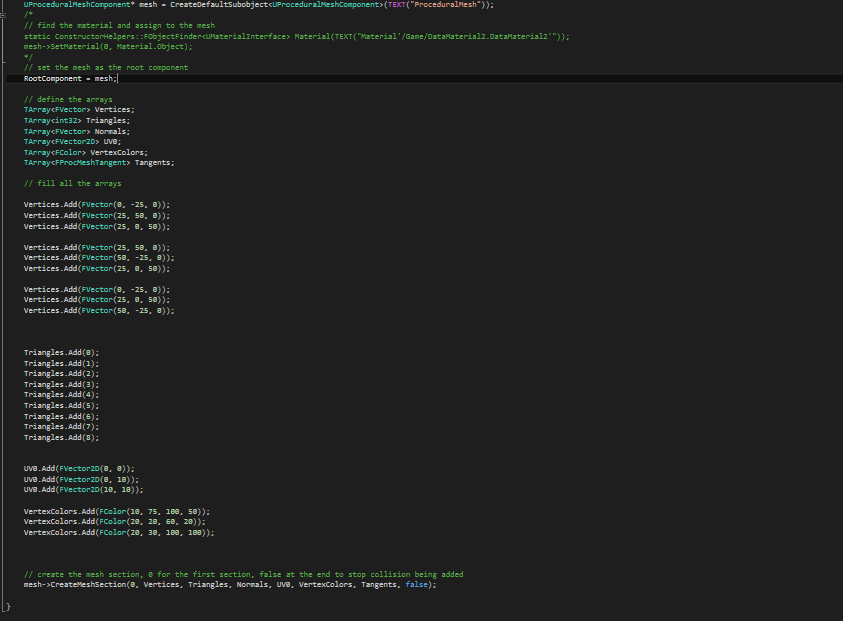 UProceduralMeshComponent* mesh = CreateDefaultSubobject<UProceduralMeshComponent>(TEXT("ProceduralMesh"));
/*
// find the material and assign to the mesh
static ConstructorHelpers::FObjectFinder<UMaterialInterface> Material(TEXT("Material'/Game/DataMaterial2.DataMaterial2'"));
mesh->SetMaterial(0, Material.Object);
*/
// set the mesh as the root component
RootComponent = mesh;
// define the arrays
TArray<FVector> Vertices;
TArray<int32> Triangles;
TArray<FVector> Normals;
TArray<FVector2D> UV0;
TArray<FColor> VertexColors;
TArray<FProcMeshTangent> Tangents;
// fill all the arrays
Vertices.Add(FVector(0, -25, 0));
Vertices.Add(FVector(25, 50, 0));
Vertices.Add(FVector(25, 0, 50));
Vertices.Add(FVector(25, 50, 0));
Vertices.Add(FVector(50, -25, 0));
Vertices.Add(FVector(25, 0, 50));
Vertices.Add(FVector(0, -25, 0));
Vertices.Add(FVector(25, 0, 50));
Vertices.Add(FVector(50, -25, 0));
Triangles.Add(0);
Triangles.Add(1);
Triangles.Add(2);
Triangles.Add(3);
Triangles.Add(4);
Triangles.Add(5);
Triangles.Add(6);
Triangles.Add(7);
Triangles.Add(8);
UV0.Add(FVector2D(0, 0));
UV0.Add(FVector2D(0, 10));
UV0.Add(FVector2D(10, 10));
VertexColors.Add(FColor(10, 75, 100, 50));
VertexColors.Add(FColor(20, 20, 60, 20));
VertexColors.Add(FColor(20, 30, 100, 100));
// create the mesh section, 0 for the first section, false at the end to stop collision being added
mesh->CreateMeshSection(0, Vertices, Triangles, Normals, UV0, VertexColors, Tangents, false);
}